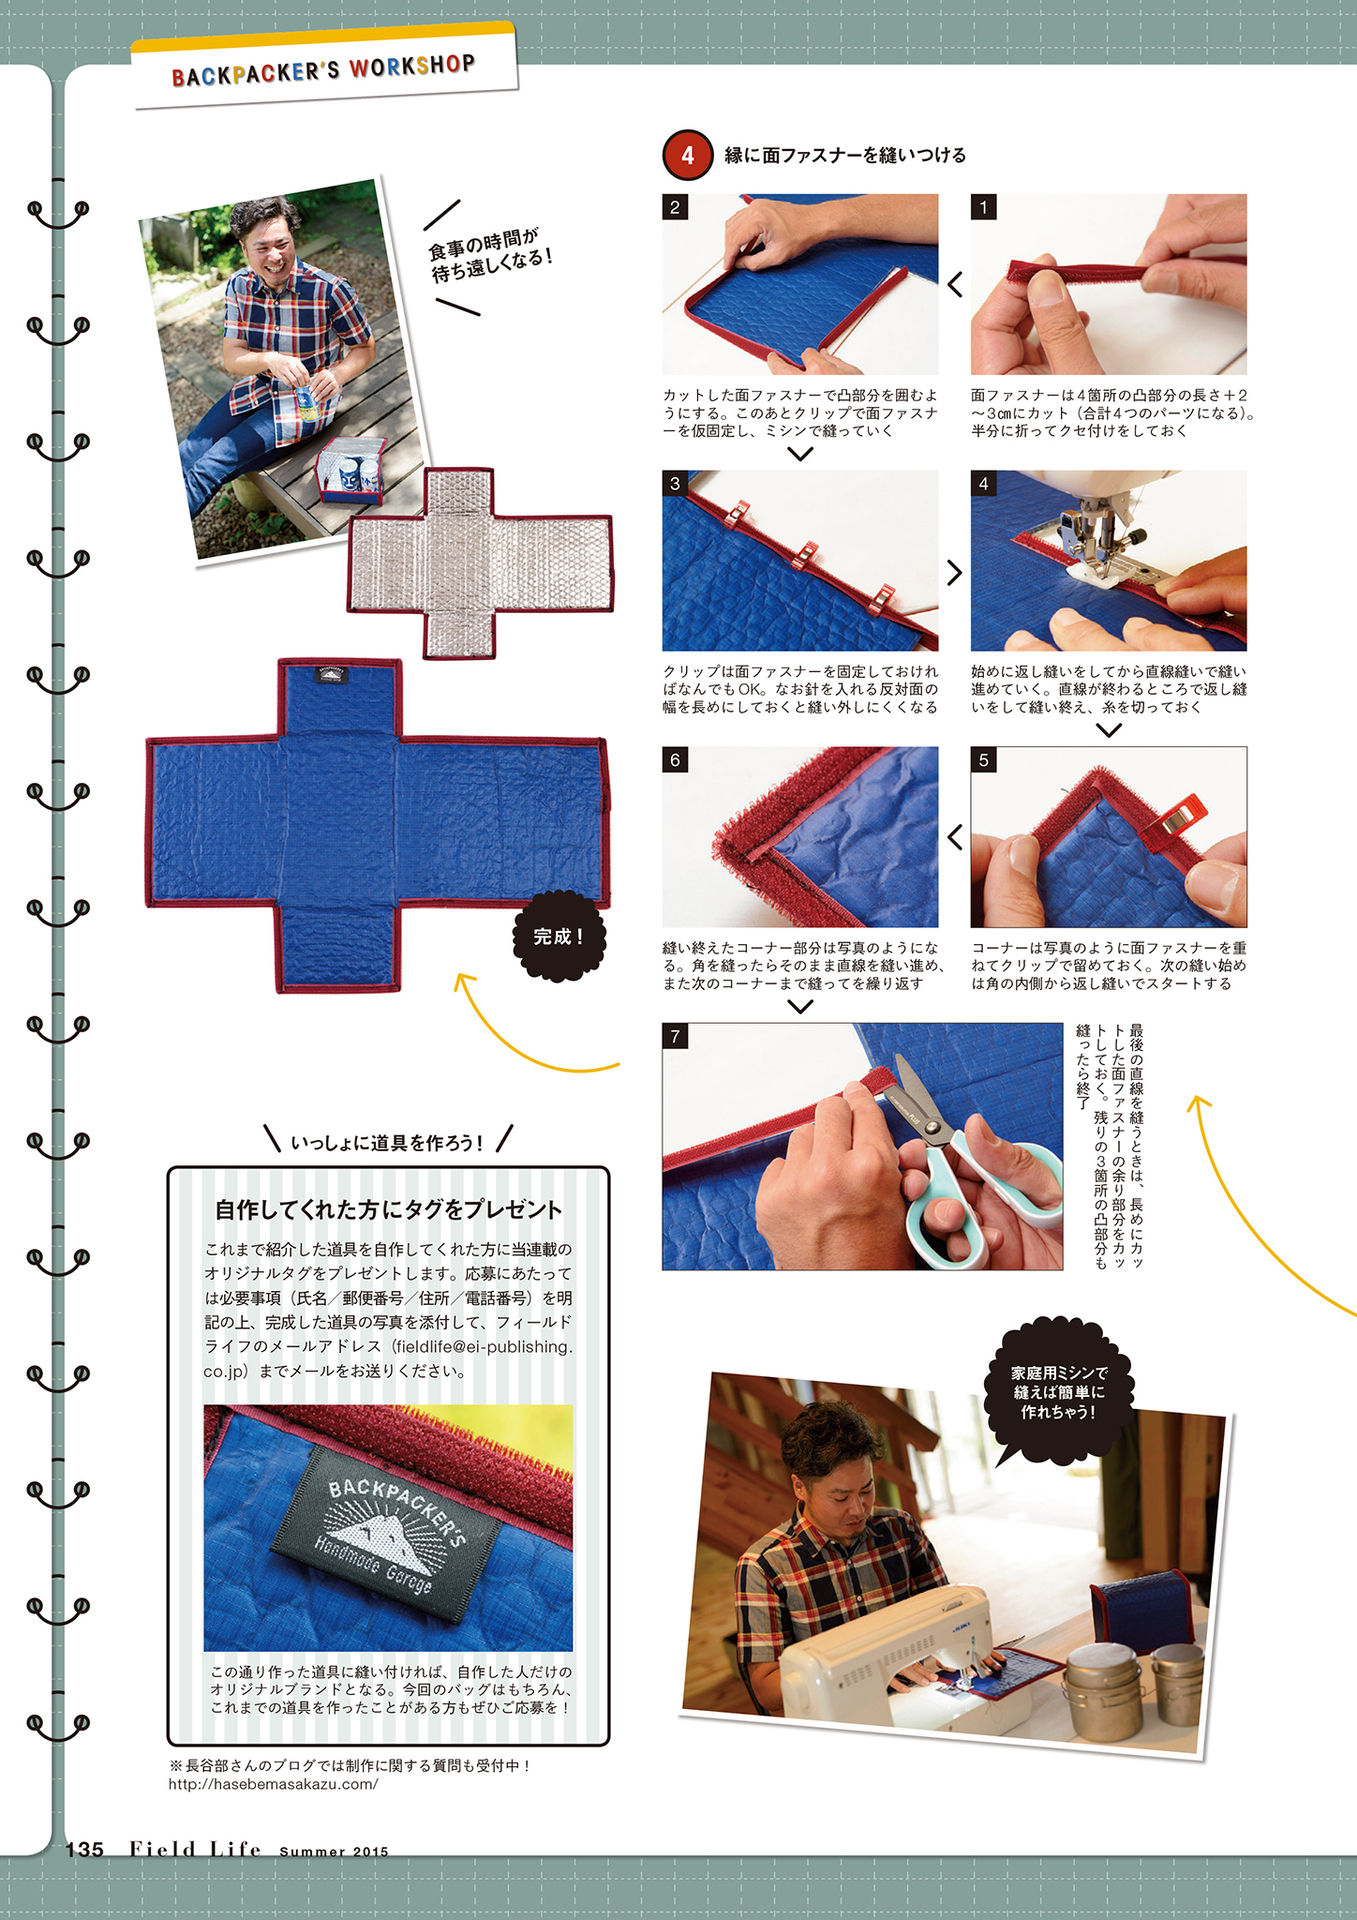 BACKPACKER'S WORKSHOP
食事の時間が
待ち遠しくなる！
BACKPACKER'S
完成！
4 縁に面ファスナーを縫いつける
1
面ファスナーは4箇所の凸部分の長さ＋2
〜3㎝にカット（合計4つのパーツになる）。
半分に折ってクセ付けをしておく
2
カットした面ファスナーで凸部分を囲むよ
うにする。このあとクリップで面ファスナ
ーを仮固定し、ミシンで縫っていく
3
クリップは面ファスナーを固定しておけれ
ばなんでもOK。なお針を入れる反対面の
幅を長めにしておくと縫い外しにくくなる
4
始めに返し縫いをしてから直線縫いで縫い
進めていく。直線が終わるところで返し縫
いをして縫い終え、糸を切っておく
5
コーナーは写真のように面ファスナーを重
ねてクリップで留めておく。次の縫い始め
は角の内側から返し縫いでスタートする
6
縫い終えたコーナー部分は写真のようにな
る。角を縫ったらそのまま直線を縫い進め、
また次のコーナーまで縫ってを繰り返す
7
最後の直線を縫うときは、長めにカッ
トした面ファスナーの余り部分をカッ
トしておく。残りの3箇所の凸部分も
縫ったら終了
PLUS
家庭用ミシンで
縫えば簡単に
作れちゃう！
JUKI
いっしょに道具を作ろう！
自作してくれた方にタグをプレゼント
これまで紹介した道具を自作してくれた方に当連載の
オリジナルタグをプレゼントします。応募にあたって
は必要事項（氏名／郵便番号／住所／電話番号）を明
記の上、完成した道具の写真を添付して、フィールド
ライフのメールアドレス（fieldlife@ei-publishing.
co.jp）までメールをお送りください。
BACKPACKER'S
Handmade Garage
この通り作った道具に縫い付ければ、自作した人だけの
オリジナルブランドとなる。今回のバッグはもちろん、
これまでの道具を作ったことがある方もぜひご応募を！
※長谷部さんのブログでは制作に関する質問も受付中！
http://hasebemasakazu.com/
135 Field Life Summer 2015